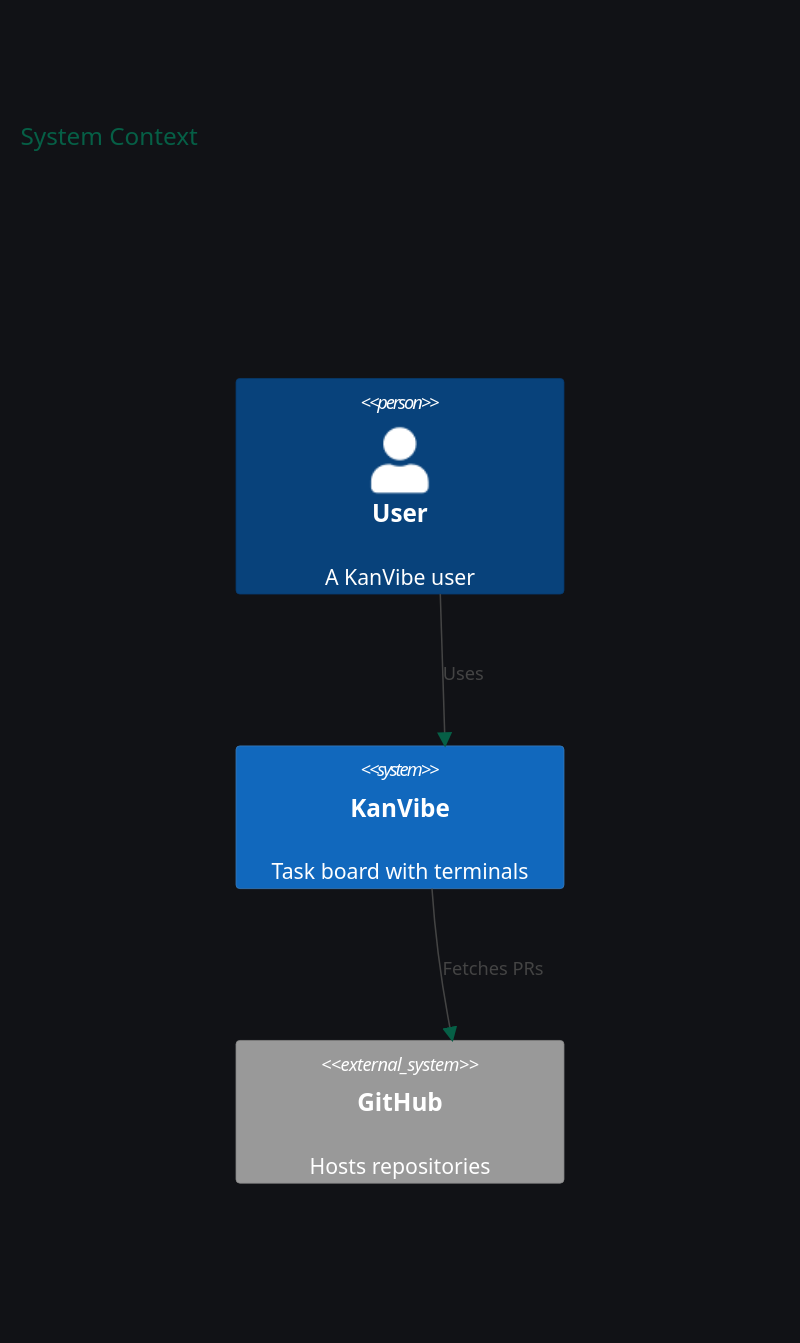 System Context
<<person>>
User
A KanVibe user
Uses
<<system>>
KanVibe
Task board with terminals
Fetches PRs
<<external_system>>
GitHub
Hosts repositories